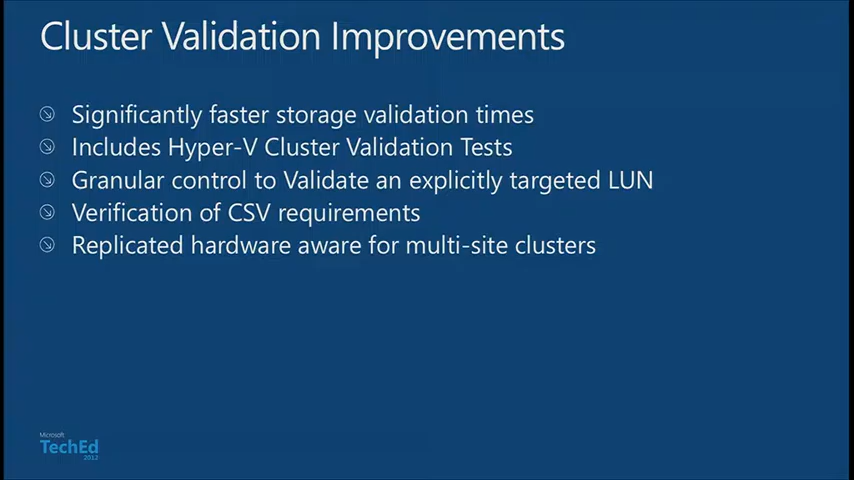 Cluster Validation Improvements
Significantly faster storage validation times
Includes Hyper-V Cluster Validation Tests
Granular control to Validate an explicitly targeted LUN
Verification of CSV requirements
Replicated hardware aware for multi-site clusters
Microsoft
TechEd
2012